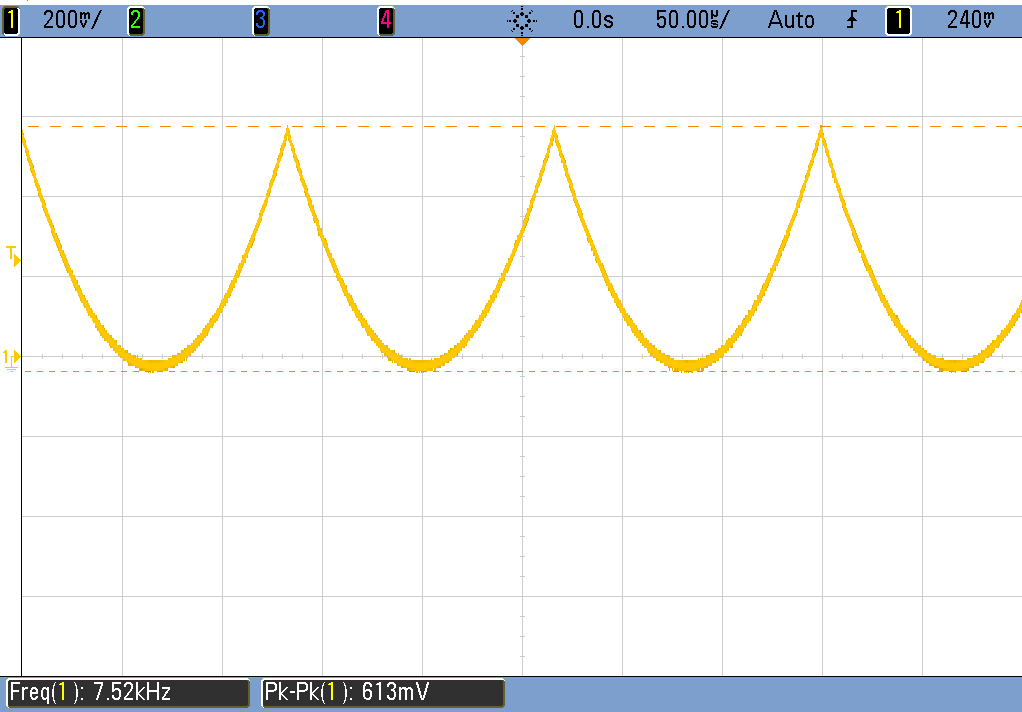 1 200mV/ 2 3 4 0.0s 50.00µs/ Auto 1 240mV
T
1
Freq(1): 7.52kHz Pk-Pk(1): 613mV